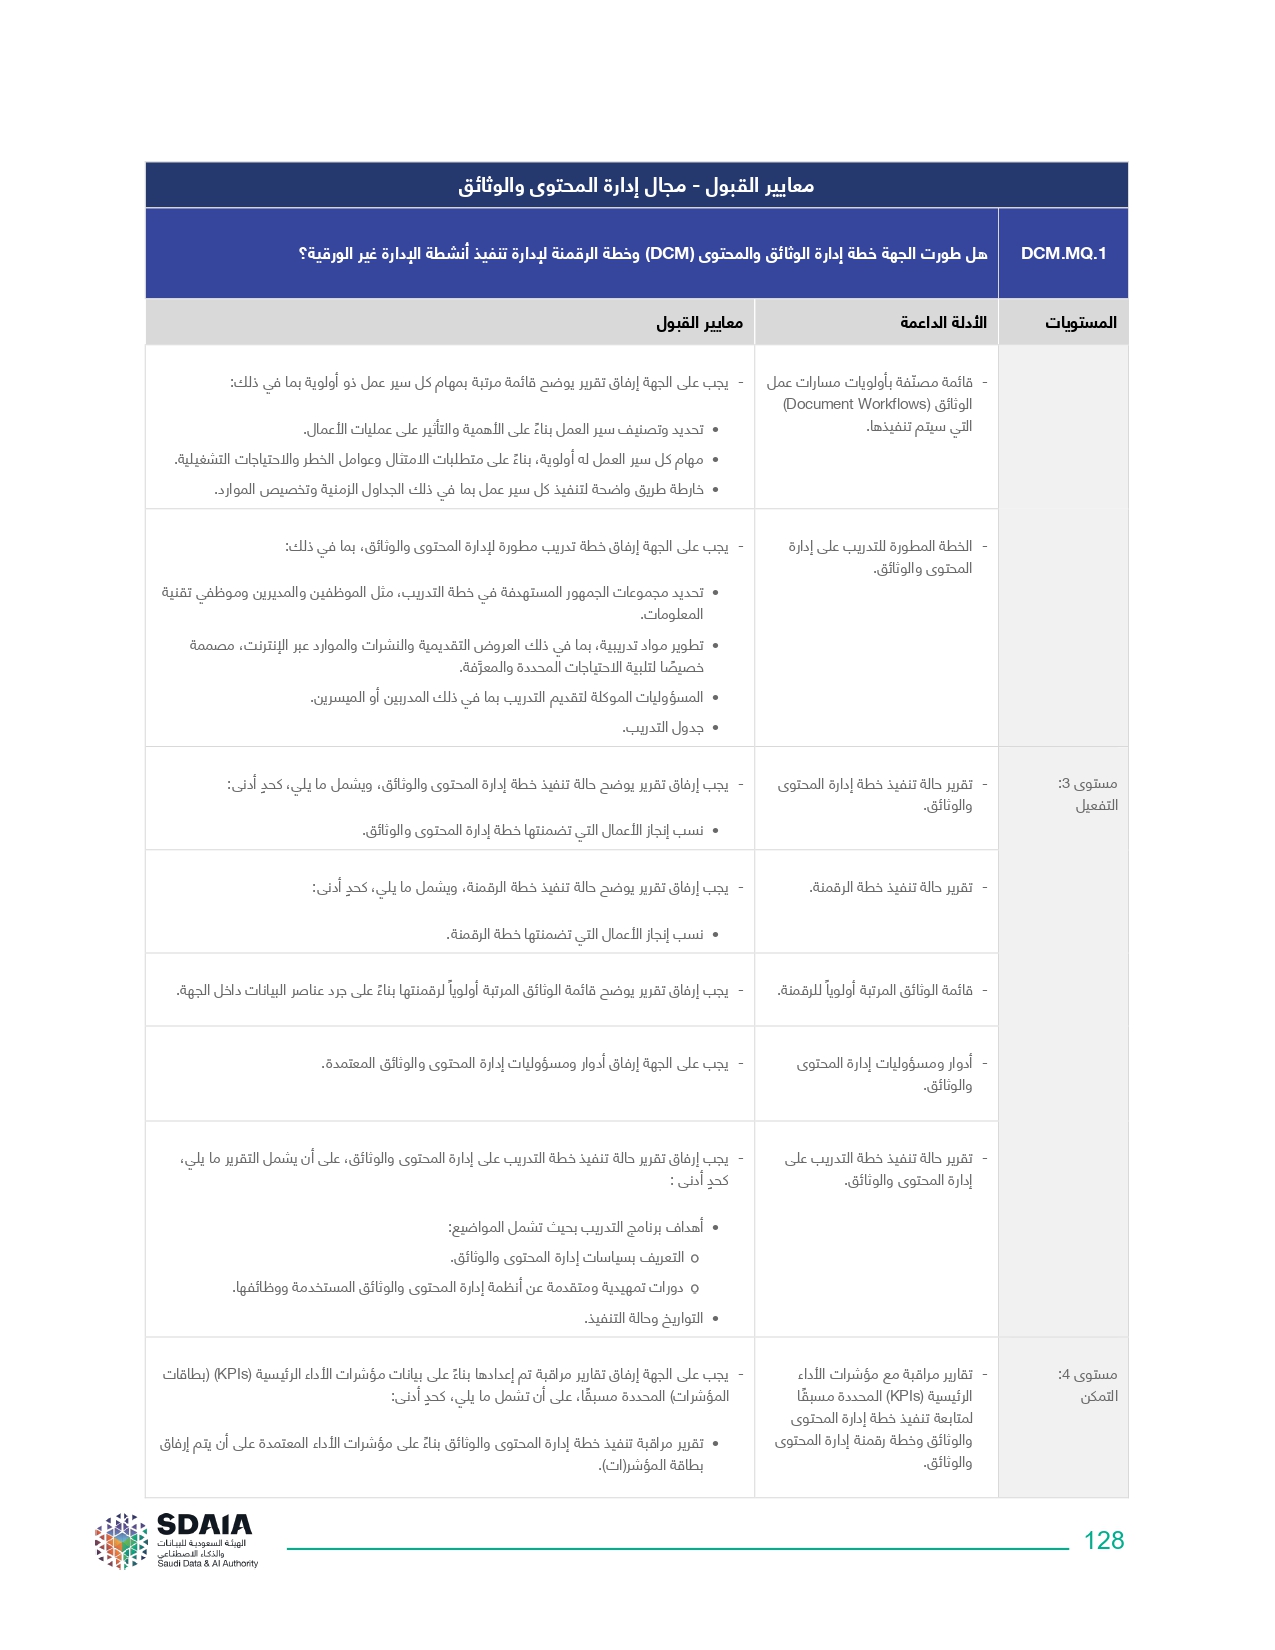 معايير القبول - مجال إدارة المحتوى والوثائق
DCM.MQ.1
هل طورت الجهة خطة إدارة الوثائق والمحتوى (DCM) وخطة الرقمنة لإدارة تنفيذ أنشطة الإدارة غير الورقية؟
المستويات
الأدلة الداعمة
معايير القبول
- قائمة مصنّفة بأولويات مسارات عمل
الوثائق (Document Workflows)
التي سيتم تنفيذها.
- يجب على الجهة إرفاق تقرير يوضح قائمة مرتبة بمهام كل سير عمل ذو أولوية بما في ذلك:
• تحديد وتصنيف سير العمل بناءً على الأهمية والتأثير على عمليات الأعمال.
• مهام كل سير العمل له أولوية، بناءً على متطلبات الامتثال وعوامل الخطر والاحتياجات التشغيلية.
• خارطة طريق واضحة لتنفيذ كل سير عمل بما في ذلك الجداول الزمنية وتخصيص الموارد.
- الخطة المطورة للتدريب على إدارة
المحتوى والوثائق.
- يجب على الجهة إرفاق خطة تدريب مطورة لإدارة المحتوى والوثائق، بما في ذلك:
• تحديد مجموعات الجمهور المستهدفة في خطة التدريب، مثل الموظفين والمديرين وموظفي تقنية
المعلومات.
• تطوير مواد تدريبية، بما في ذلك العروض التقديمية والنشرات والموارد عبر الإنترنت، مصممة
خصيصًا لتلبية الاحتياجات المحددة والمعرَّفة.
• المسؤوليات الموكلة لتقديم التدريب بما في ذلك المدربين أو الميسرين.
• جدول التدريب.
مستوى 3:
التفعيل
- تقرير حالة تنفيذ خطة إدارة المحتوى
والوثائق.
- يجب إرفاق تقرير يوضح حالة تنفيذ خطة إدارة المحتوى والوثائق، ويشمل ما يلي، كحدٍ أدنى:
• نسب إنجاز الأعمال التي تضمنتها خطة إدارة المحتوى والوثائق.
- تقرير حالة تنفيذ خطة الرقمنة.
- يجب إرفاق تقرير يوضح حالة تنفيذ خطة الرقمنة، ويشمل ما يلي، كحدٍ أدنى:
• نسب إنجاز الأعمال التي تضمنتها خطة الرقمنة.
- قائمة الوثائق المرتبة أولوياً للرقمنة.
- يجب إرفاق تقرير يوضح قائمة الوثائق المرتبة أولوياً لرقمنتها بناءً على جرد عناصر البيانات داخل الجهة.
- أدوار ومسؤوليات إدارة المحتوى
والوثائق.
- يجب على الجهة إرفاق أدوار ومسؤوليات إدارة المحتوى والوثائق المعتمدة.
- تقرير حالة تنفيذ خطة التدريب على
إدارة المحتوى والوثائق.
- يجب إرفاق تقرير حالة تنفيذ خطة التدريب على إدارة المحتوى والوثائق، على أن يشمل التقرير ما يلي،
كحدٍ أدنى :
• أهداف برنامج التدريب بحيث تشمل المواضيع:
o التعريف بسياسات إدارة المحتوى والوثائق.
o دورات تمهيدية ومتقدمة عن أنظمة إدارة المحتوى والوثائق المستخدمة ووظائفها.
• التواريخ وحالة التنفيذ.
مستوى 4:
التمكن
- تقارير مراقبة مع مؤشرات الأداء
الرئيسية (KPIs) المحددة مسبقًا
لمتابعة تنفيذ خطة إدارة المحتوى
والوثائق وخطة رقمنة إدارة المحتوى
والوثائق.
- يجب على الجهة إرفاق تقارير مراقبة تم إعدادها بناءً على بيانات مؤشرات الأداء الرئيسية (KPIs) (بطاقات
المؤشرات) المحددة مسبقًا، على أن تشمل ما يلي، كحدٍ أدنى:
• تقرير مراقبة تنفيذ خطة إدارة المحتوى والوثائق بناءً على مؤشرات الأداء المعتمدة على أن يتم إرفاق
بطاقة المؤشر(ات).
SDAIA
الهيئة السعودية للبيانات
والذكاء الاصطناعي
Saudi Data & AI Authority
128